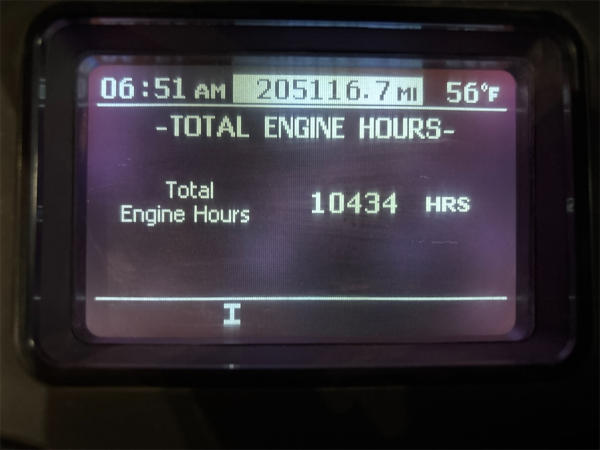 06:51 AM 205116.7 MI 56°F
-TOTAL ENGINE HOURS-
Total
Engine Hours 10434 HRS
I